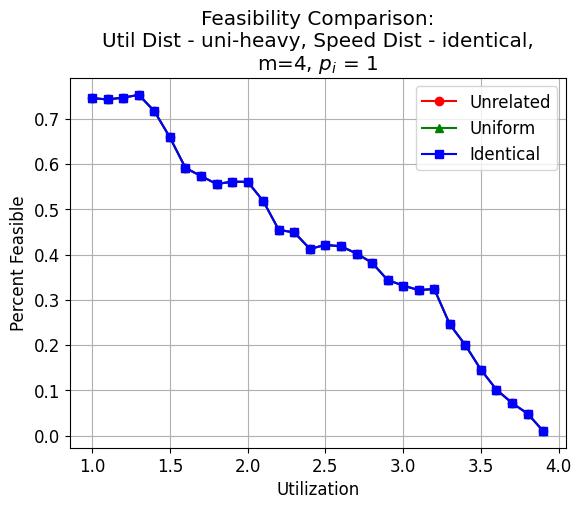 Feasibility Comparison:
Util Dist - uni-heavy, Speed Dist - identical,
m=4, $p_i$ = 1
Unrelated
Uniform
Identical
Percent Feasible
0.7
0.6
0.5
0.4
0.3
0.2
0.1
0.0
1.0 1.5 2.0 2.5 3.0 3.5 4.0
Utilization